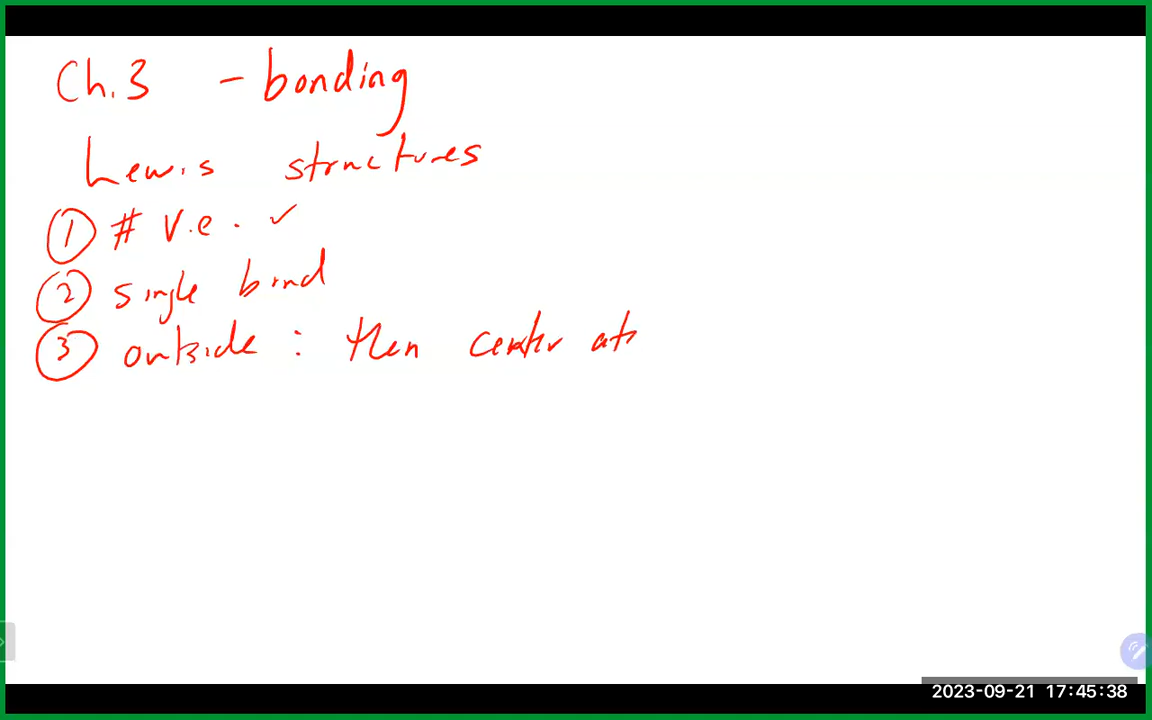 Ch.3 - bonding
Lewis structures
① # v.e. ✓
② single bond
③ outside : then center at
2023-09-21 17:45:38